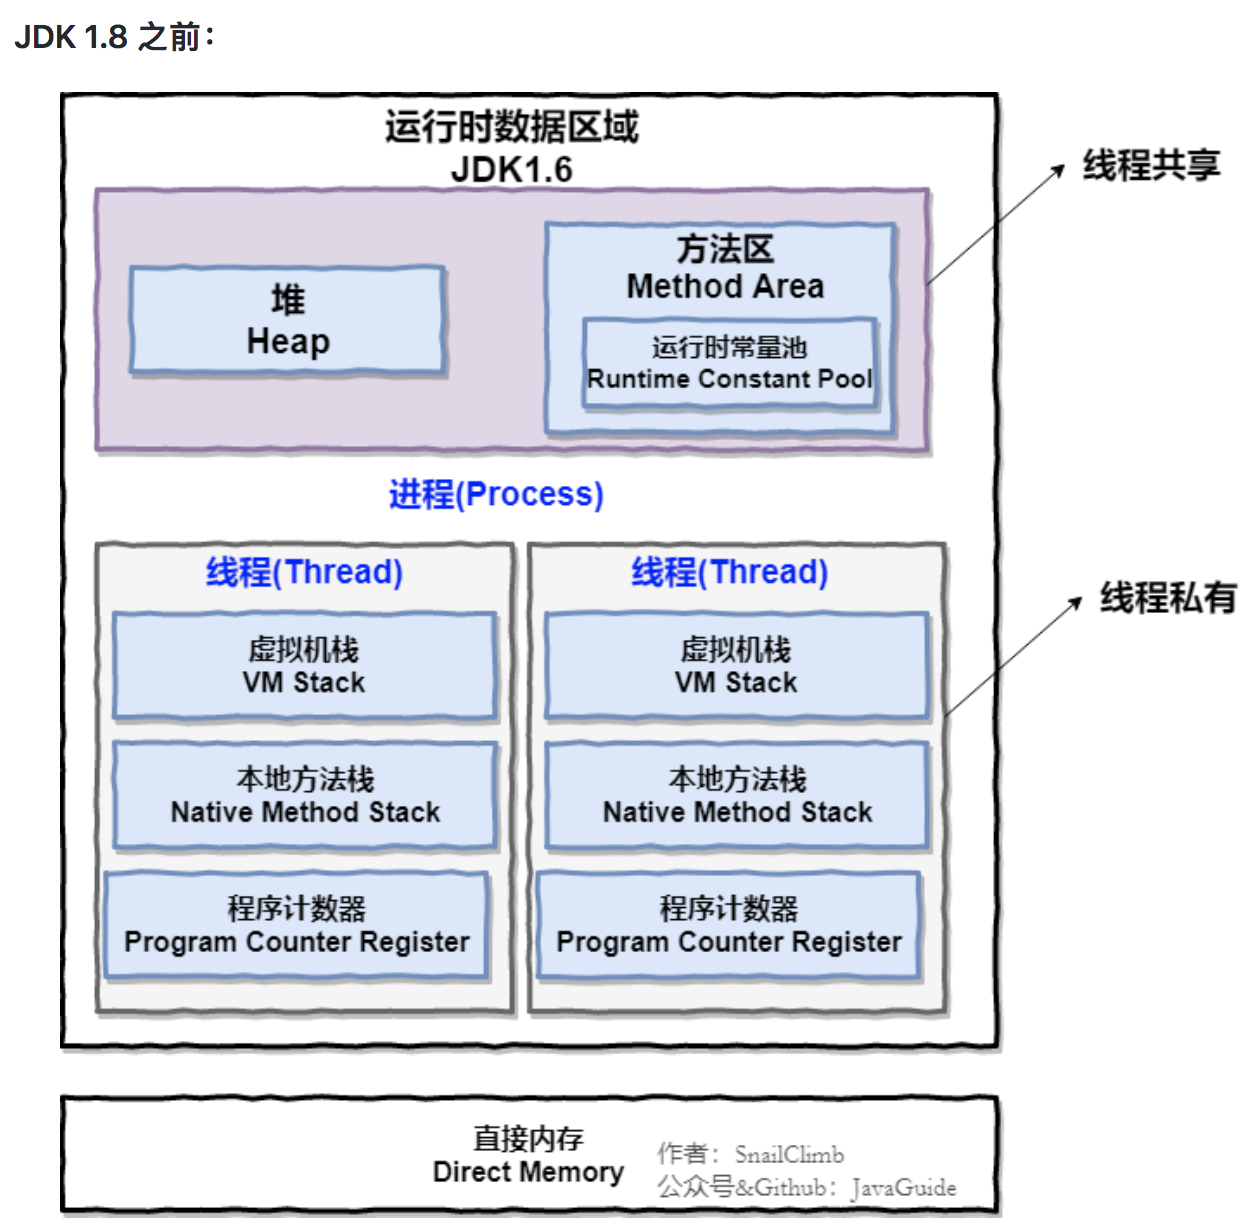 JDK 1.8 之前：
运行时数据区域
JDK1.6
线程共享
堆
Heap
方法区
Method Area
运行时常量池
Runtime Constant Pool
进程(Process)
线程(Thread)
虚拟机栈
VM Stack
本地方法栈
Native Method Stack
程序计数器
Program Counter Register
线程(Thread)
虚拟机栈
VM Stack
本地方法栈
Native Method Stack
程序计数器
Program Counter Register
线程私有
直接内存
Direct Memory
作者：SnailClimb
公众号&Github：JavaGuide